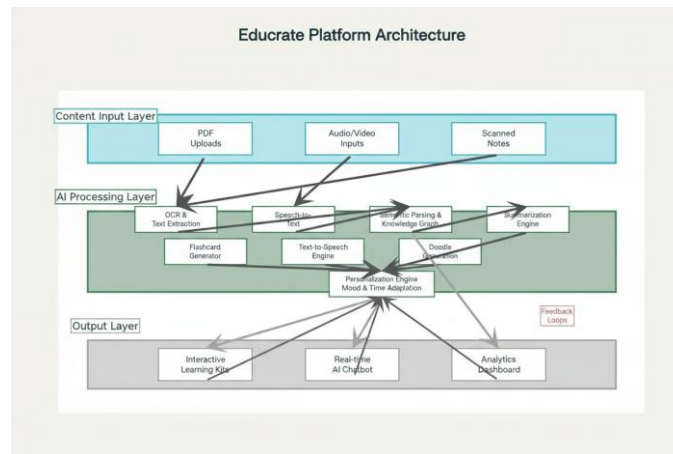 Educrate Platform Architecture
Content Input Layer
PDF
Uploads
Audio/Video
Inputs
Scanned
Notes
AI Processing Layer
OCR &
Text Extraction
Speech-to-
Text
Semantic Parsing &
Knowledge Graph
Summarization
Engine
Flashcard
Generator
Text-to-Speech
Engine
Doodle
Generation
Personalization Engine
Mood & Time Adaptation
Feedback
Loops
Output Layer
Interactive
Learning Kits
Real-time
AI Chatbot
Analytics
Dashboard